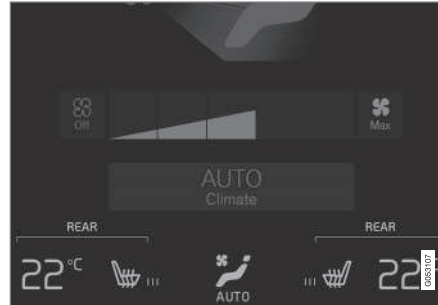 Off
Max
AUTO
Climate
REAR
REAR
22°C
22
AUTO
G053107